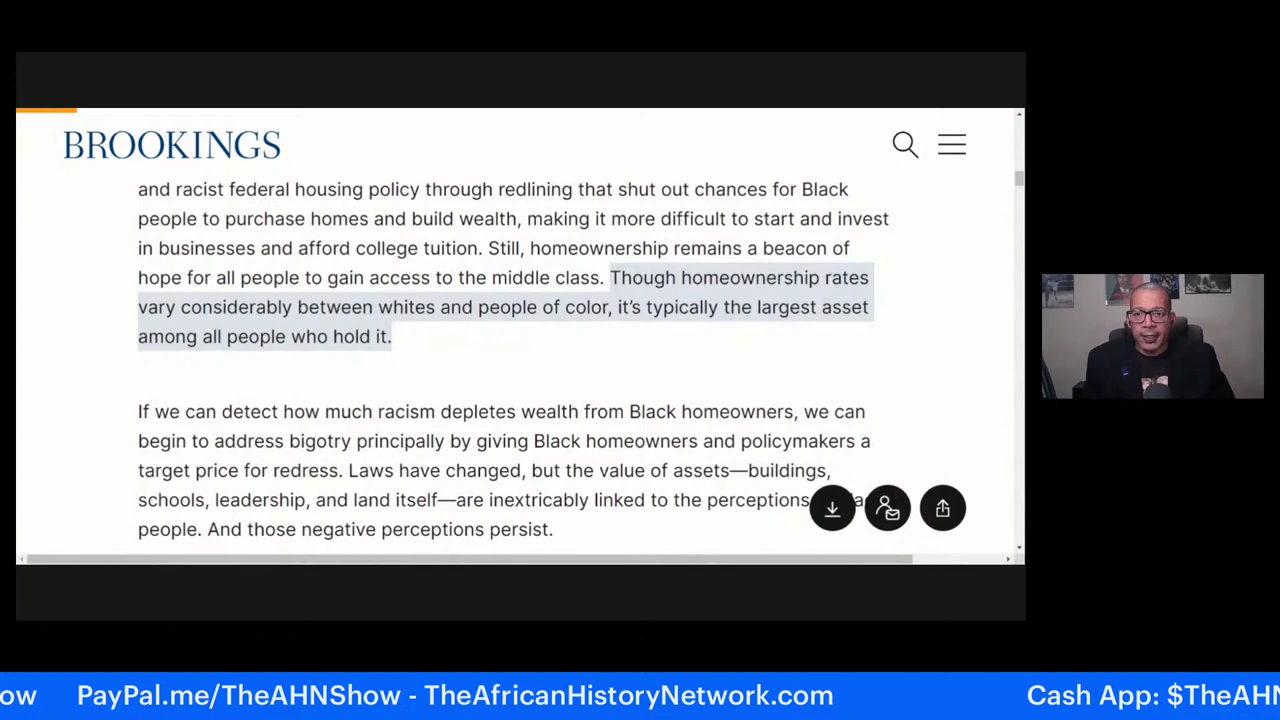 BROOKINGS
and racist federal housing policy through redlining that shut out chances for Black
people to purchase homes and build wealth, making it more difficult to start and invest
in businesses and afford college tuition. Still, homeownership remains a beacon of
hope for all people to gain access to the middle class. Though homeownership rates
vary considerably between whites and people of color, it’s typically the largest asset
among all people who hold it.
If we can detect how much racism depletes wealth from Black homeowners, we can
begin to address bigotry principally by giving Black homeowners and policymakers a
target price for redress. Laws have changed, but the value of assets—buildings,
schools, leadership, and land itself—are inextricably linked to the perceptions
people. And those negative perceptions persist.
ow PayPal.me/TheAHNShow - TheAfricanHistoryNetwork.com Cash App: $TheAHN